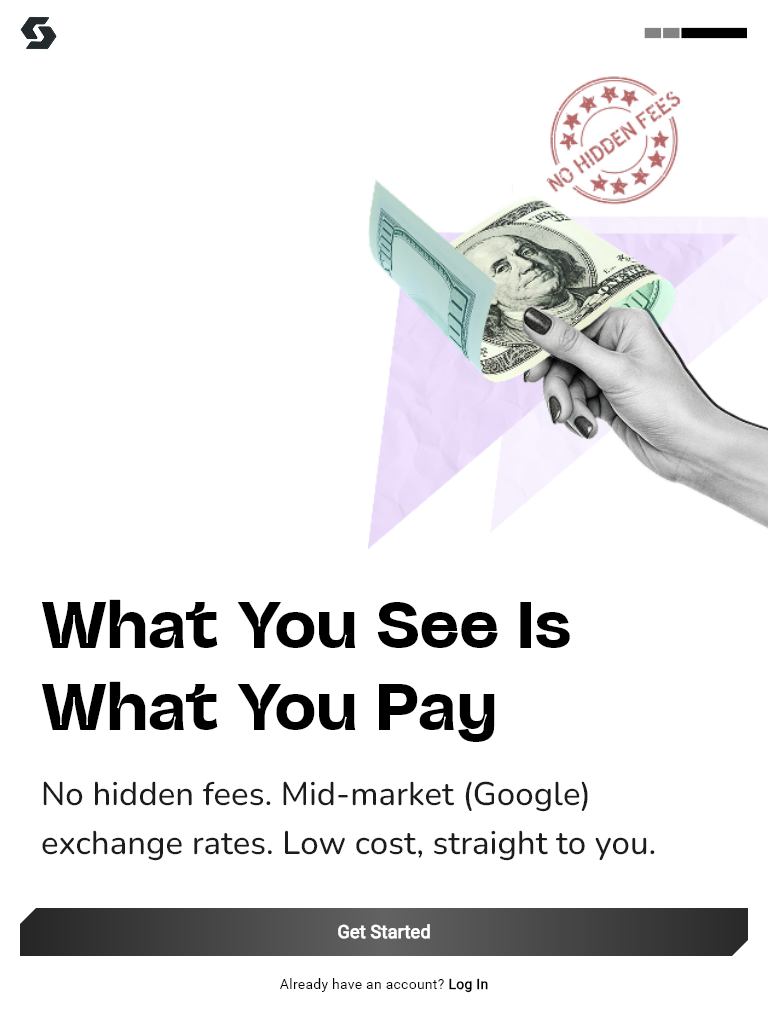 NO HIDDEN FEES
What You See Is
What You Pay
No hidden fees. Mid-market (Google)
exchange rates. Low cost, straight to you.
Get Started
Already have an account? Log In